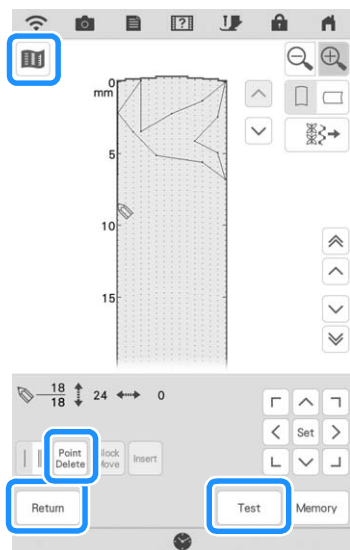 0
mm
5
10
15
18
18
24
0
Set
Point
Delete
Block
Move
Insert
Return
Test
Memory